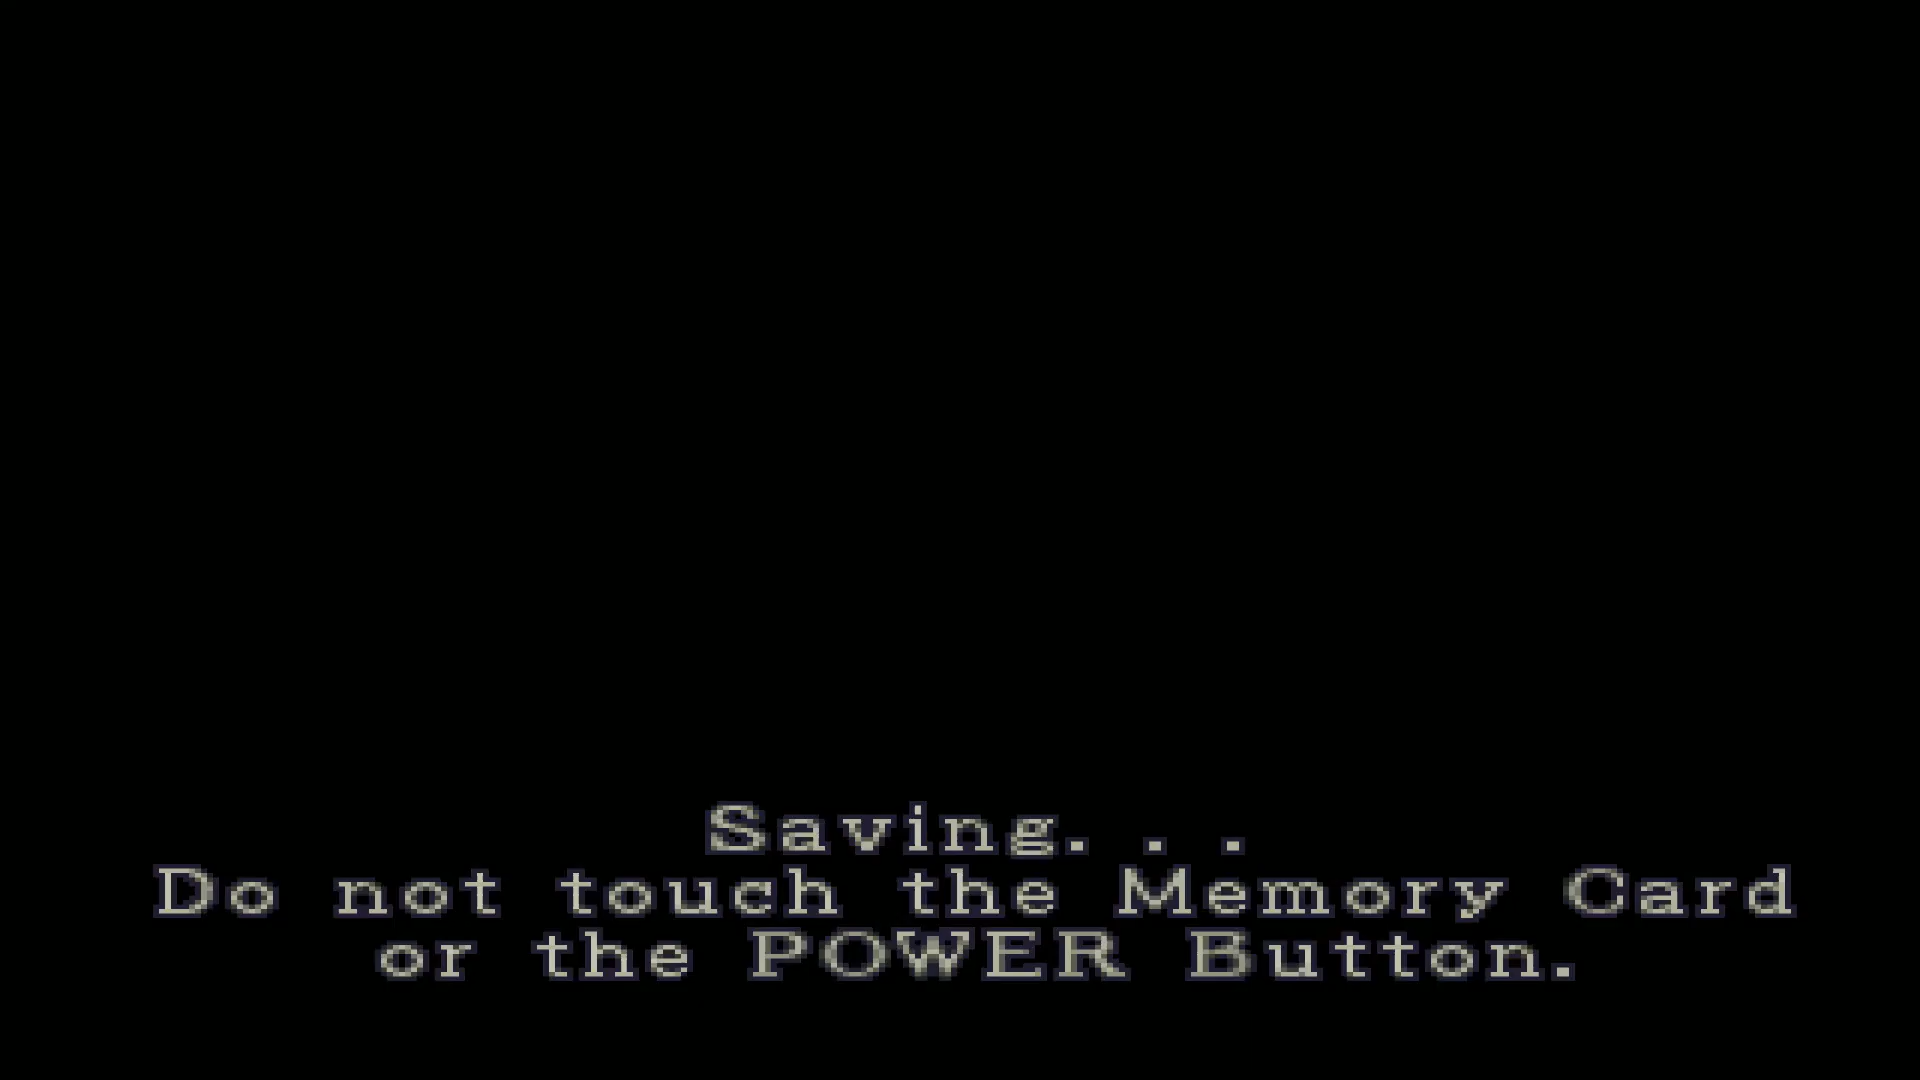 Saving. . .
Do not touch the Memory Card
or the POWER Button.